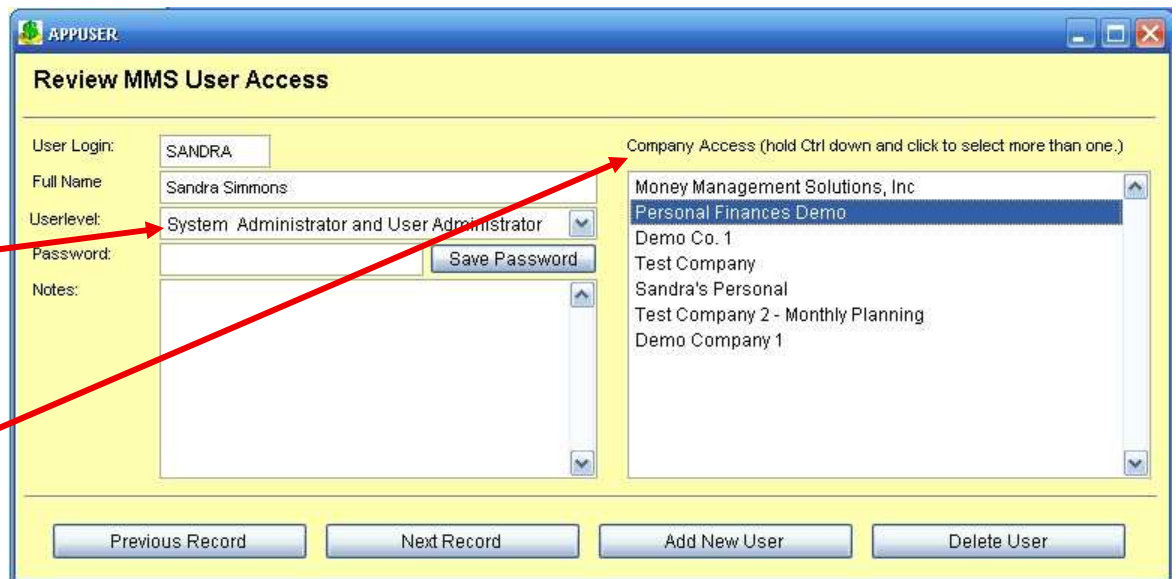 APPUSER
Review MMS User Access
User Login:
SANDRA
Full Name
Sandra Simmons
Userlevel:
System Administrator and User Administrator
Password:
Save Password
Notes:
Company Access (hold Ctrl down and click to select more than one.)
Money Management Solutions, Inc
Personal Finances Demo
Demo Co. 1
Test Company
Sandra's Personal
Test Company 2 - Monthly Planning
Demo Company 1
Previous Record
Next Record
Add New User
Delete User